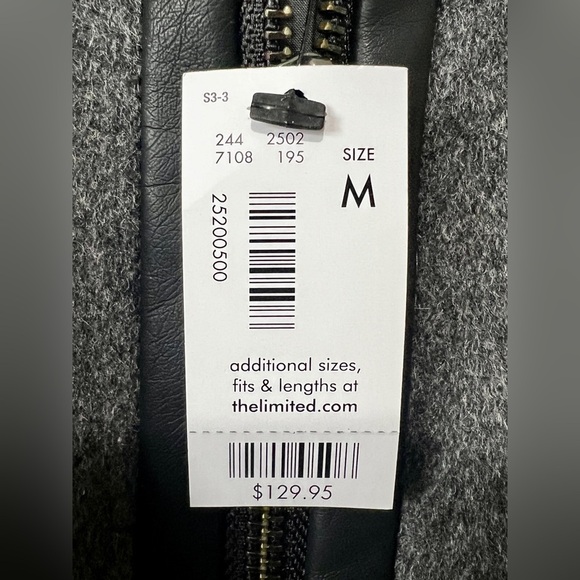 S3-3
244 2502
7108 195
SIZE
M
25200500
additional sizes,
fits & lengths at
thelimited.com
$129.95